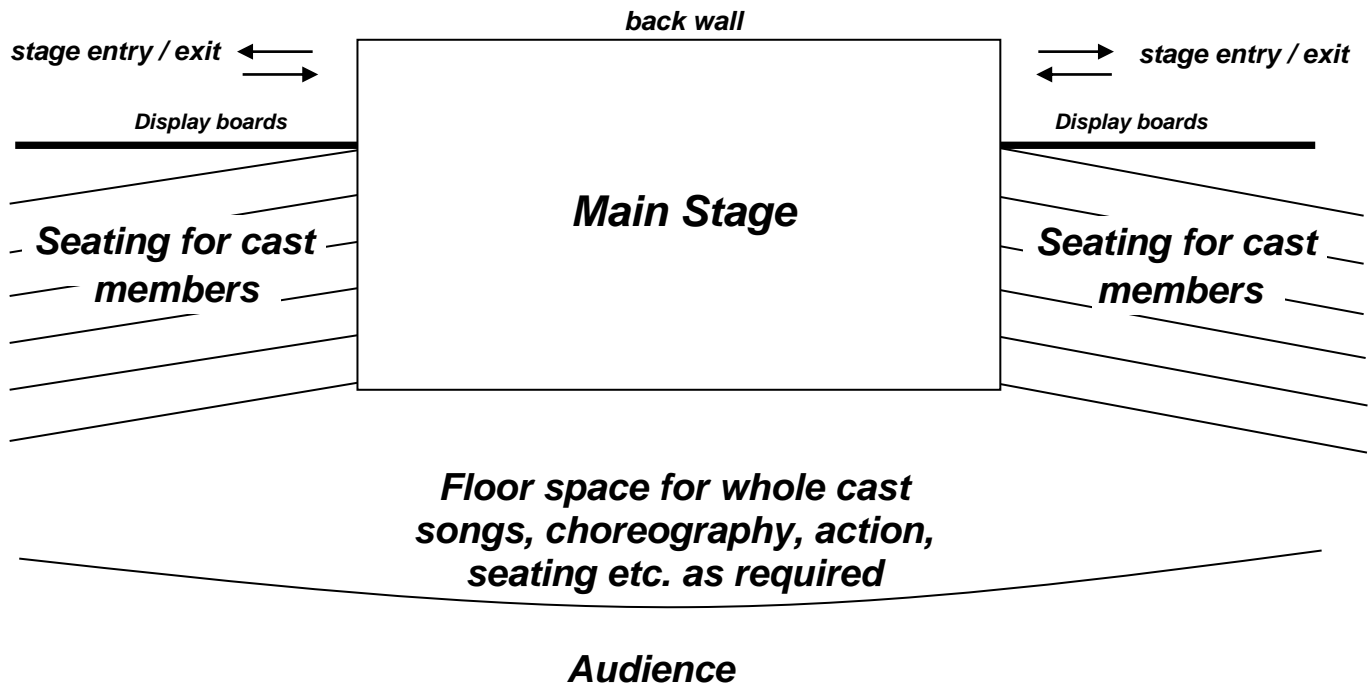 back wall
stage entry / exit
stage entry / exit
Display boards
Display boards
Main Stage
Seating for cast
members
Seating for cast
members
Floor space for whole cast
songs, choreography, action,
seating etc. as required
Audience